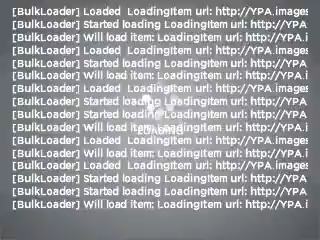 [BulkLoader] Loaded  LoadingItem url: http://YPA.images
[BulkLoader] Started loading LoadingItem url: http://YPA
[BulkLoader] Will load item: LoadingItem url: http://YPA.i
[BulkLoader] Loaded  LoadingItem url: http://YPA.images
[BulkLoader] Started loading LoadingItem url: http://YPA
[BulkLoader] Will load item: LoadingItem url: http://YPA.i
[BulkLoader] Loaded  LoadingItem url: http://YPA.images
[BulkLoader] Started loading LoadingItem url: http://YPA
[BulkLoader] Started loading LoadingItem url: http://YPA
[BulkLoader] Will load item: LoadingItem url: http://YPA.i
LOADING
[BulkLoader] Loaded  LoadingItem url: http://YPA.images
[BulkLoader] Will load item: LoadingItem url: http://YPA.i
[BulkLoader] Loaded  LoadingItem url: http://YPA.images
[BulkLoader] Started loading LoadingItem url: http://YPA
[BulkLoader] Started loading LoadingItem url: http://YPA
[BulkLoader] Will load item: LoadingItem url: http://YPA.i